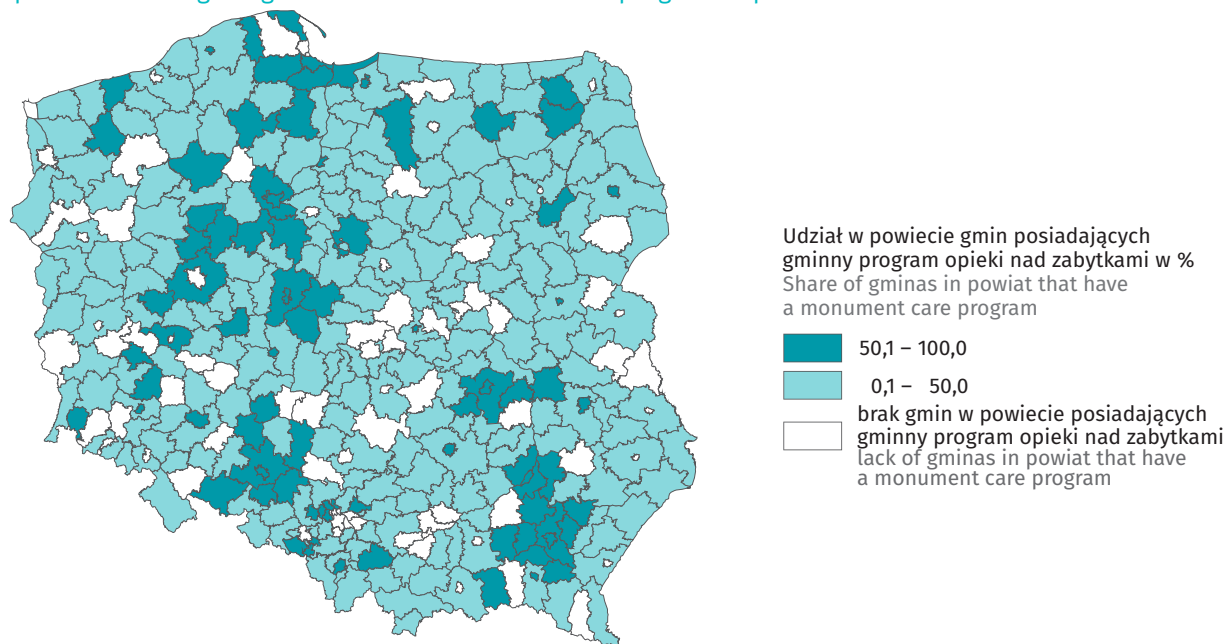 Udział w powiecie gmin posiadających
gminny program opieki nad zabytkami w %
Share of gminas in powiat that have
a monument care program
50,1 – 100,0
0,1 – 50,0
brak gmin w powiecie posiadających
gminny program opieki nad zabytkami
lack of gminas in powiat that have
a monument care program